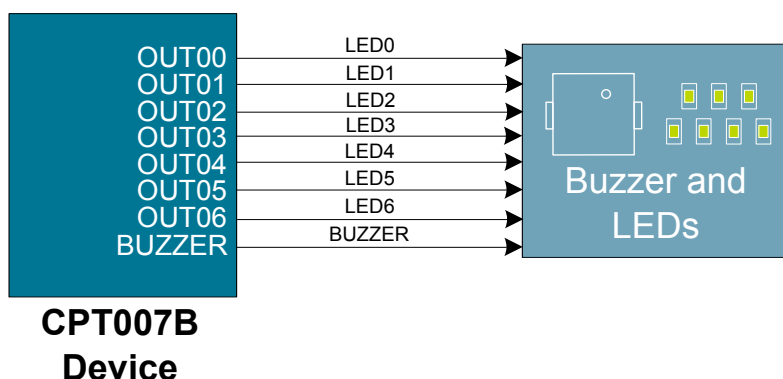 OUT00
OUT01
OUT02
OUT03
OUT04
OUT05
OUT06
BUZZER
LED0
LED1
LED2
LED3
LED4
LED5
LED6
BUZZER
Buzzer and
LEDs
CPT007B
Device